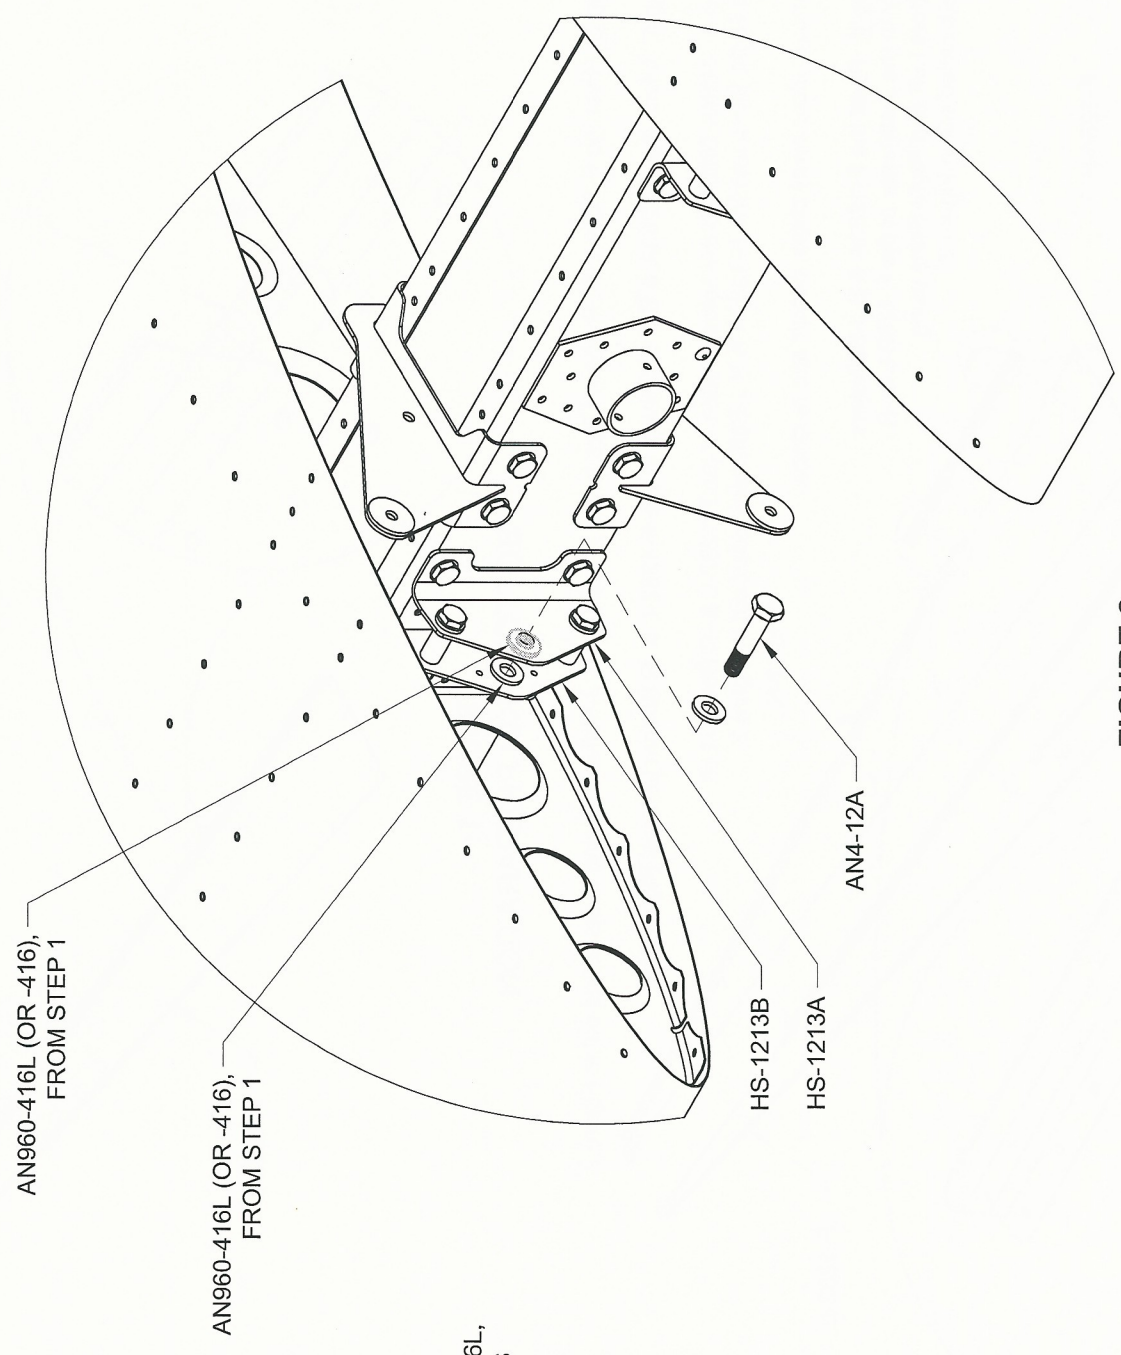 AN960-416L (OR -416),
FROM STEP 1
AN960-416L (OR -416),
FROM STEP 1
HS-1213B
HS-1213A
AN4-12A
6L,